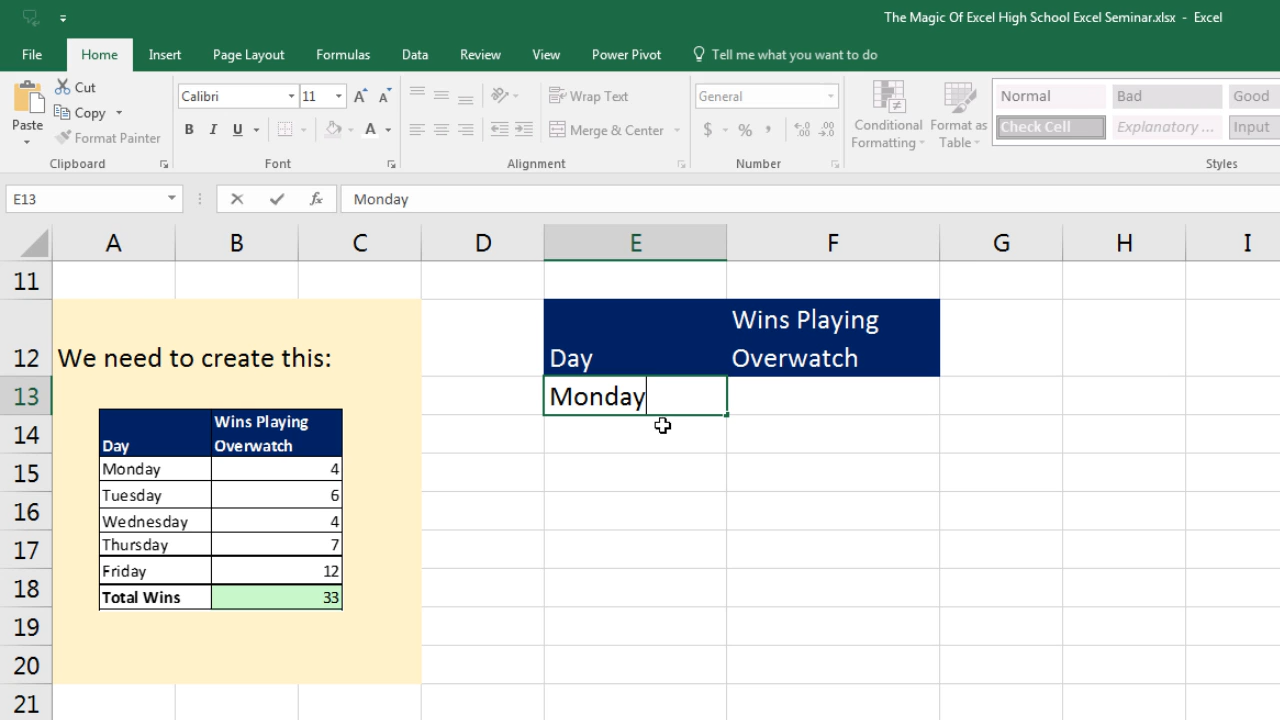 The Magic Of Excel High School Excel Seminar.xlsx - Excel
File Home Insert Page Layout Formulas Data Review View Power Pivot Tell me what you want to do
Cut
Copy
Format Painter
Paste
Clipboard
Calibri 11
B I U A
Font
Wrap Text
Merge & Center
Alignment
General
$ % ,
Number
Conditional Formatting
Format as Table
Normal Bad Good
Check Cell Explanatory ... Input
Styles
E13 fx Monday
A B C D E F G H I
11
12 We need to create this: Day Wins Playing Overwatch
13 Monday
14
15
16
17
18
19
20
21
Day Wins Playing Overwatch
Monday 4
Tuesday 6
Wednesday 4
Thursday 7
Friday 12
Total Wins 33